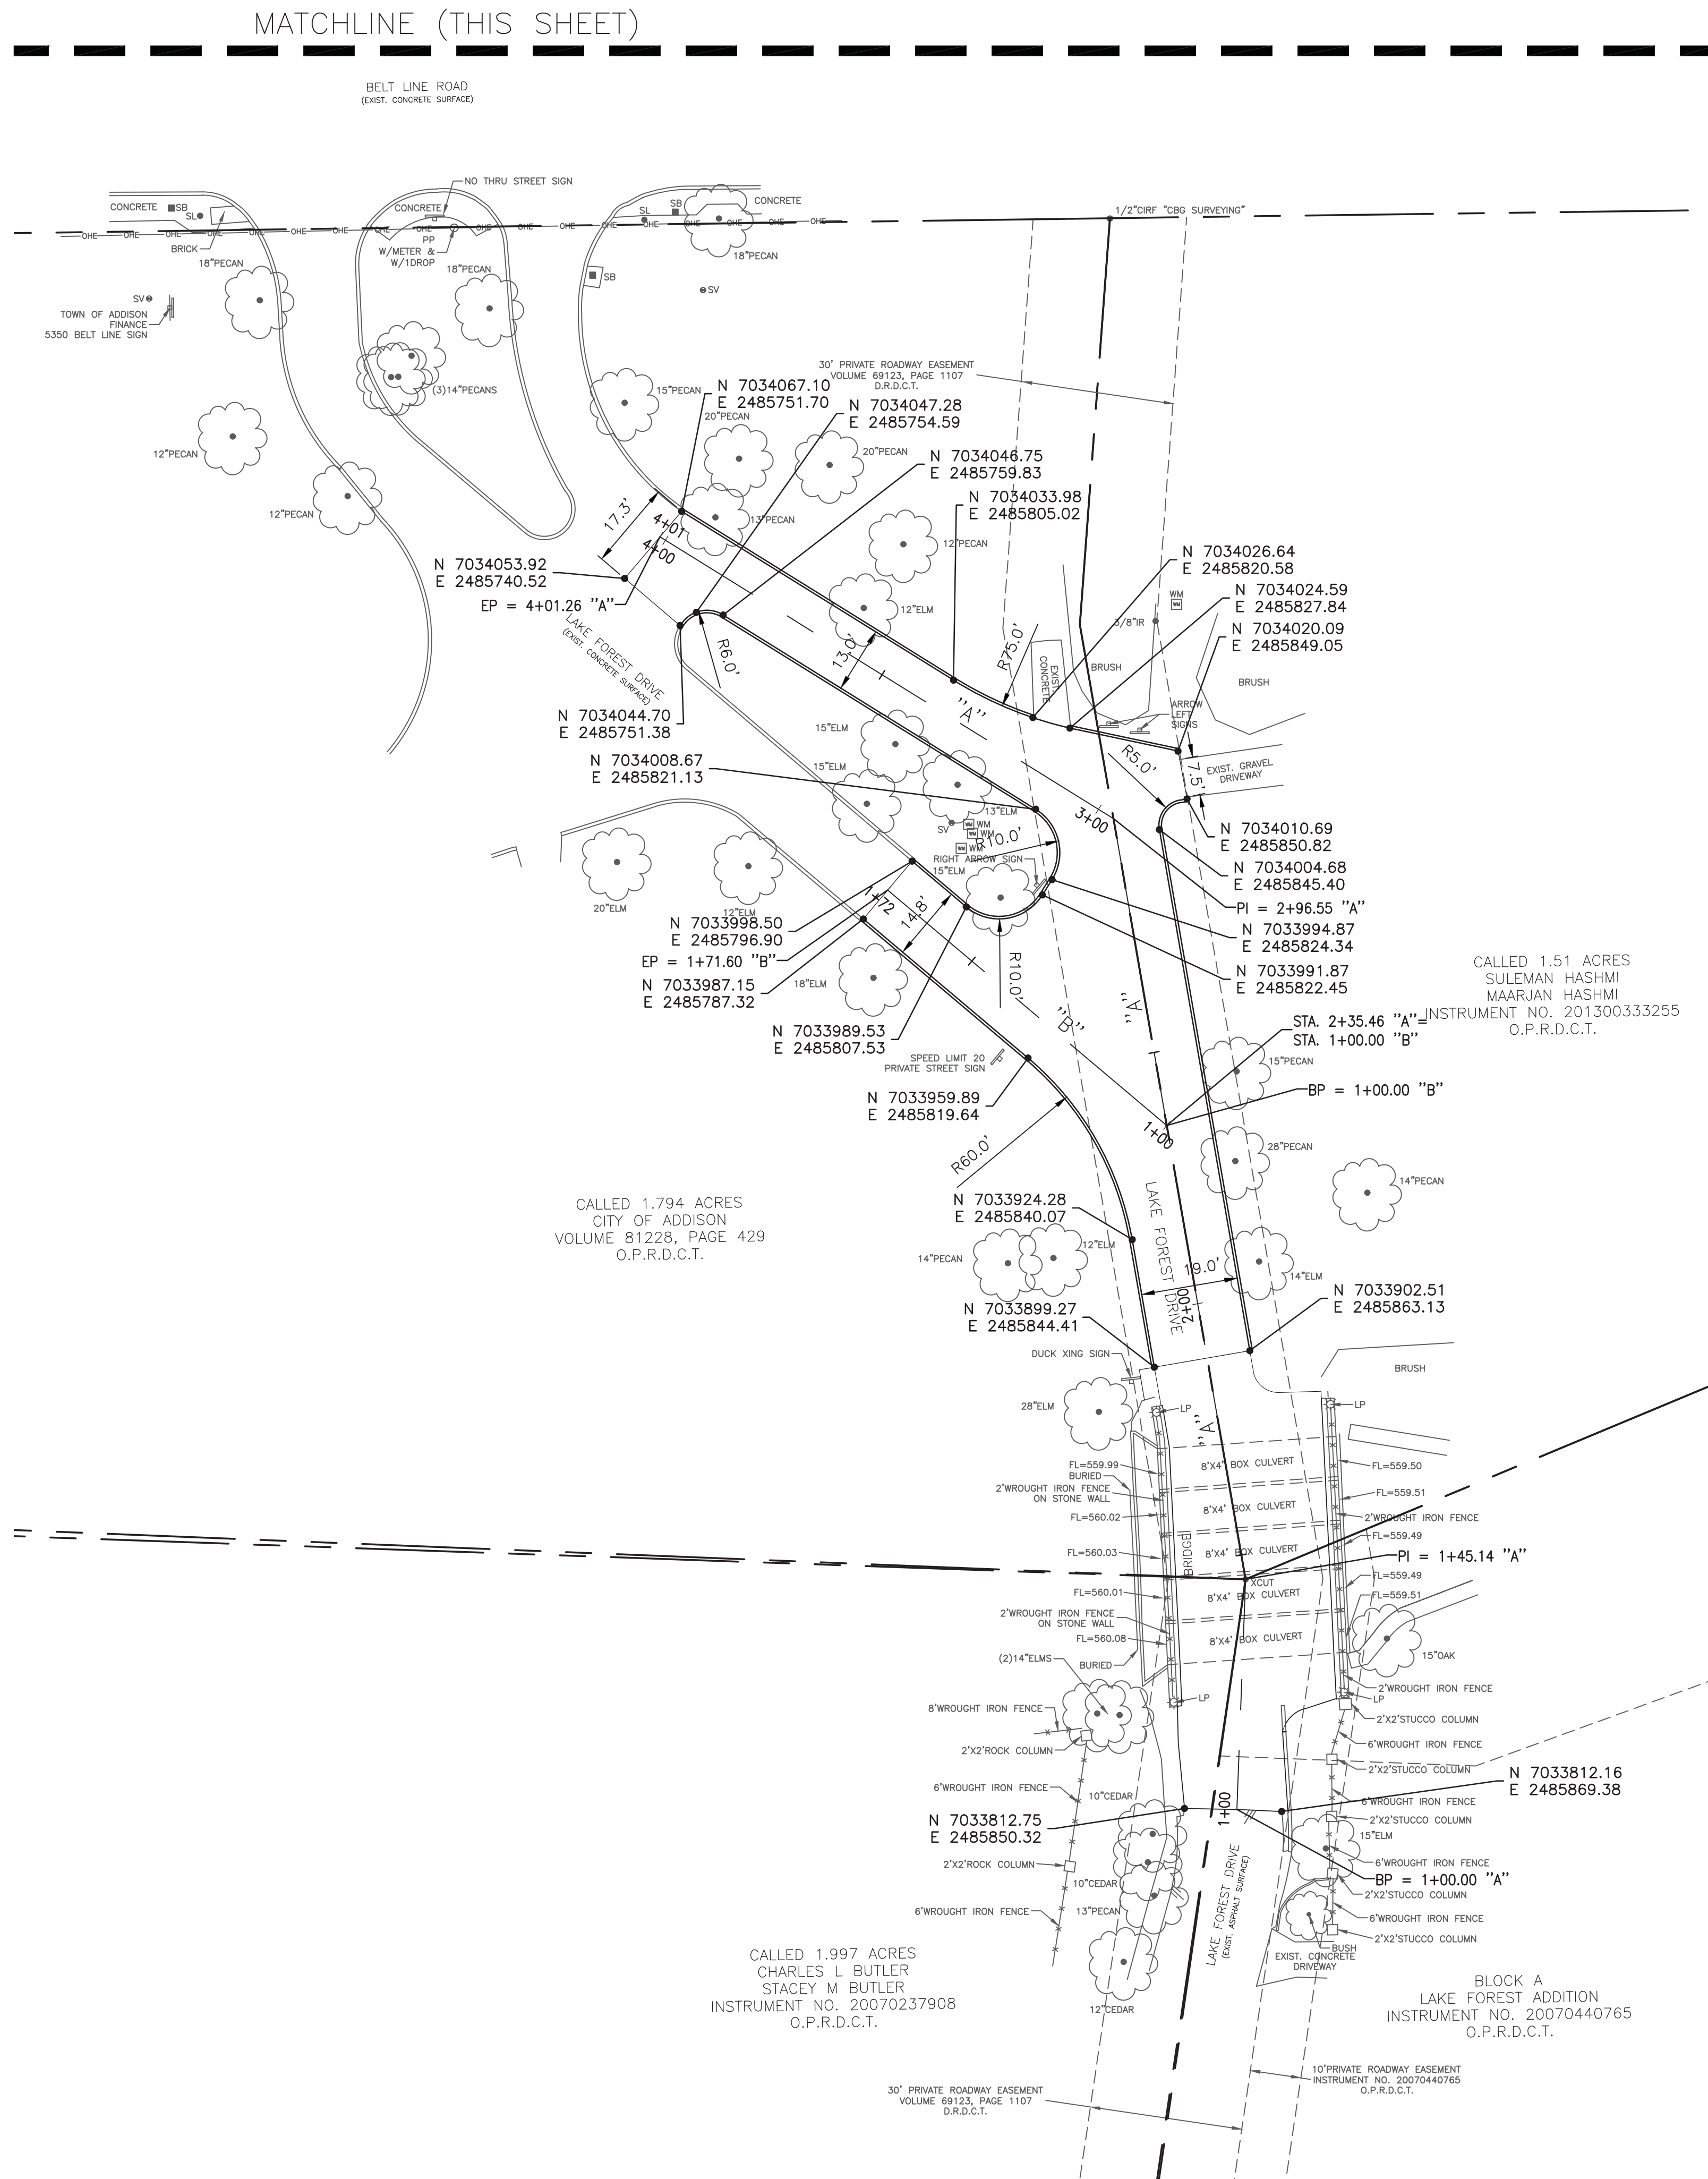 MATCHLINE (THIS SHEET)
BELT LINE ROAD
(EXIST. CONCRETE SURFACE)
NO THRU STREET SIGN
CONCRETE
SB
SL
CONCRETE
SL
SB
CONCRETE
1/2"CIRF "CBG SURVEYING"
OHE
OHE
OHE
OHE
OHE
OHE
OHE
OHE
OHE
OHE
OHE
OHE
OHE
OHE
BRICK
PP
W/METER &
W/1DROP
18"PECAN
18"PECAN
18"PECAN
SB
SV
SV
TOWN OF ADDISON
FINANCE
5350 BELT LINE SIGN
30' PRIVATE ROADWAY EASEMENT
VOLUME 69123, PAGE 1107
D.R.D.C.T.
(3)14"PECANS
15"PECAN
N 7034067.10
E 2485751.70
20"PECAN
N 7034047.28
E 2485754.59
20"PECAN
12"PECAN
N 7034046.75
E 2485759.83
N 7034033.98
E 2485805.02
12"PECAN
17.3'
4+01
4+00
13"PECAN
12"PECAN
N 7034053.92
E 2485740.52
EP = 4+01.26 "A"
N 7034026.64
E 2485820.58
N 7034024.59
E 2485827.84
WM
WM
3/8"IR
12"ELM
LAKE FOREST DRIVE
(EXIST. CONCRETE SURFACE)
R6.0'
13.0'
R75.0'
EXIST.
CONCRETE
BRUSH
N 7034020.09
E 2485849.05
BRUSH
ARROW
LEFT
SIGNS
"A"
N 7034044.70
E 2485751.38
15"ELM
N 7034008.67
E 2485821.13
15"ELM
R5.0'
7.5'
EXIST. GRAVEL
DRIVEWAY
13"ELM
SV
WM
WM
WM
WM
WM
WM
R10.0'
3+00
RIGHT ARROW SIGN
15"ELM
N 7034010.69
E 2485850.82
N 7034004.68
E 2485845.40
PI = 2+96.55 "A"
20"ELM
12"ELM
1+72
14.8'
N 7033998.50
E 2485796.90
EP = 1+71.60 "B"
N 7033987.15
E 2485787.32
18"ELM
R10.0'
N 7033994.87
E 2485824.34
N 7033991.87
E 2485822.45
CALLED 1.51 ACRES
SULEMAN HASHMI
MAARJAN HASHMI
INSTRUMENT NO. 201300333255
O.P.R.D.C.T.
"A"
"B"
STA. 2+35.46 "A"=
STA. 1+00.00 "B"
N 7033989.53
E 2485807.53
SPEED LIMIT 20
PRIVATE STREET SIGN
15"PECAN
BP = 1+00.00 "B"
N 7033959.89
E 2485819.64
1+00
28"PECAN
R60.0'
14"PECAN
CALLED 1.794 ACRES
CITY OF ADDISON
VOLUME 81228, PAGE 429
O.P.R.D.C.T.
N 7033924.28
E 2485840.07
LAKE FOREST DRIVE
14"PECAN
12"ELM
19.0'
14"ELM
2+00
N 7033902.51
E 2485863.13
N 7033899.27
E 2485844.41
DUCK XING SIGN
BRUSH
28"ELM
LP
LP
"A"
FL=559.99
BURIED
8'X4' BOX CULVERT
FL=559.50
2'WROUGHT IRON FENCE
ON STONE WALL
FL=559.51
8'X4' BOX CULVERT
FL=560.02
2'WROUGHT IRON FENCE
FL=559.49
BRIDGE
FL=560.03
8'X4' BOX CULVERT
PI = 1+45.14 "A"
XCUT
FL=559.49
FL=560.01
8'X4' BOX CULVERT
FL=559.51
2'WROUGHT IRON FENCE
ON STONE WALL
FL=560.08
8'X4' BOX CULVERT
(2)14"ELMS
BURIED
15"OAK
2'WROUGHT IRON FENCE
LP
LP
8'WROUGHT IRON FENCE
2'X2'STUCCO COLUMN
2'X2'ROCK COLUMN
6'WROUGHT IRON FENCE
2'X2'STUCCO COLUMN
N 7033812.16
E 2485869.38
6'WROUGHT IRON FENCE
10"CEDAR
6'WROUGHT IRON FENCE
1+00
N 7033812.75
E 2485850.32
2'X2'STUCCO COLUMN
15"ELM
2'X2'ROCK COLUMN
6'WROUGHT IRON FENCE
BP = 1+00.00 "A"
10"CEDAR
2'X2'STUCCO COLUMN
LAKE FOREST DRIVE
(EXIST. ASPHALT SURFACE)
6'WROUGHT IRON FENCE
13"PECAN
6'WROUGHT IRON FENCE
2'X2'STUCCO COLUMN
BUSH
EXIST. CONCRETE
DRIVEWAY
CALLED 1.997 ACRES
CHARLES L BUTLER
STACEY M BUTLER
INSTRUMENT NO. 20070237908
O.P.R.D.C.T.
12"CEDAR
BLOCK A
LAKE FOREST ADDITION
INSTRUMENT NO. 20070440765
O.P.R.D.C.T.
10'PRIVATE ROADWAY EASEMENT
INSTRUMENT NO. 20070440765
O.P.R.D.C.T.
30' PRIVATE ROADWAY EASEMENT
VOLUME 69123, PAGE 1107
D.R.D.C.T.